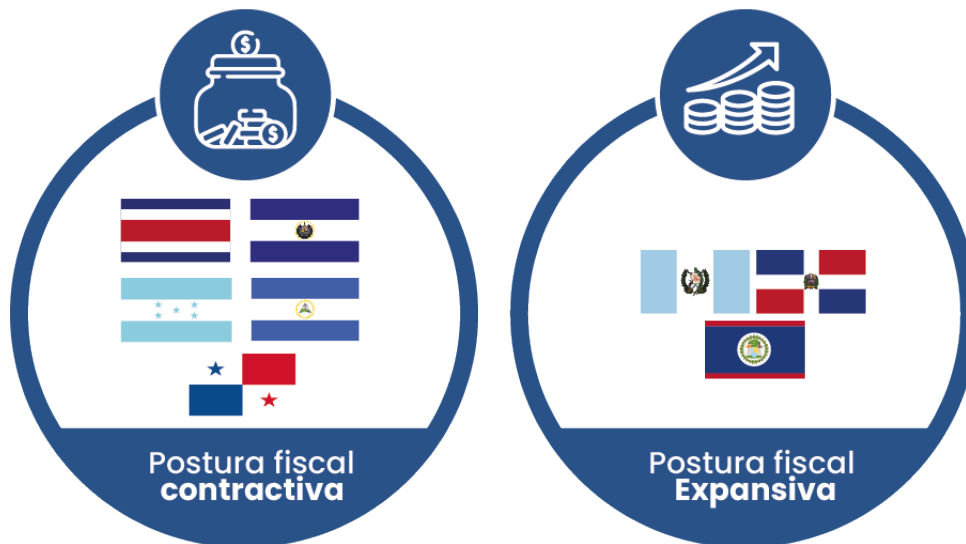 $
$
Postura fiscal
contractiva
Postura fiscal
Expansiva